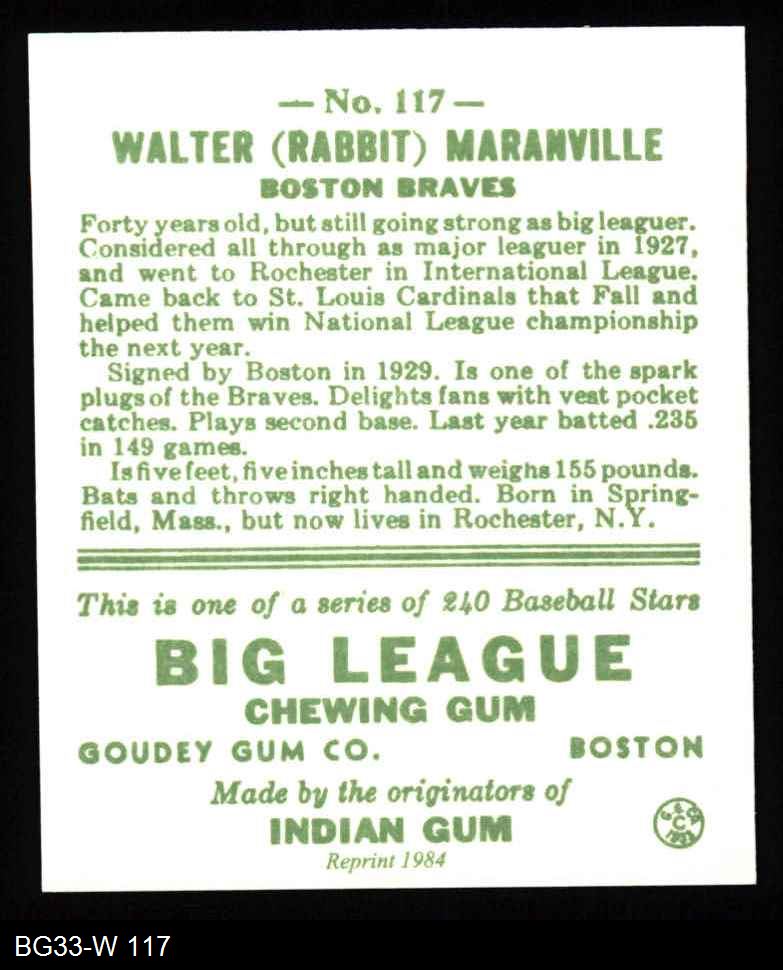 — No. 117 —
WALTER (RABBIT) MARANVILLE
BOSTON BRAVES
Forty years old, but still going strong as big leaguer.
Considered all through as major leaguer in 1927,
and went to Rochester in International League.
Came back to St. Louis Cardinals that Fall and
helped them win National League championship
the next year.
Signed by Boston in 1929. Is one of the spark
plugs of the Braves. Delights fans with vest pocket
catches. Plays second base. Last year batted .235
in 149 games.
Is five feet, five inches tall and weighs 155 pounds.
Bats and throws right handed. Born in Spring-
field, Mass., but now lives in Rochester, N.Y.
This is one of a series of 240 Baseball Stars
BIG LEAGUE
CHEWING GUM
GOUDEY GUM CO. BOSTON
Made by the originators of
INDIAN GUM
Reprint 1984
C
BG33-W 117